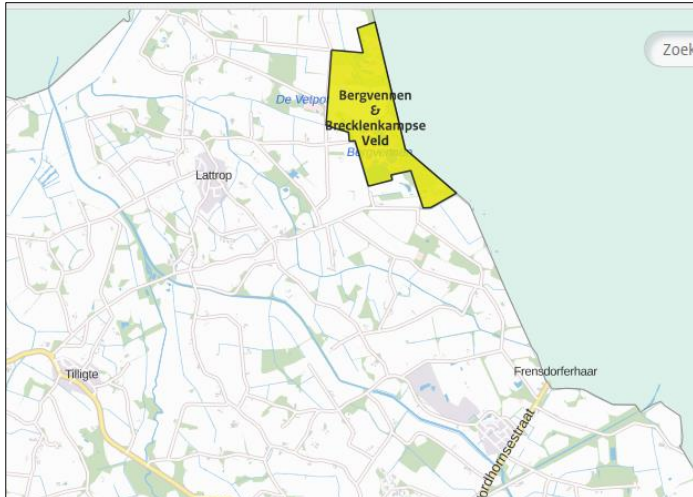 Zoek
De Velpo
Bergvennen
&
Brecklenkampse
Veld
Lattrop
Tilligte
Frensdorferhaar
ordhornsestraat